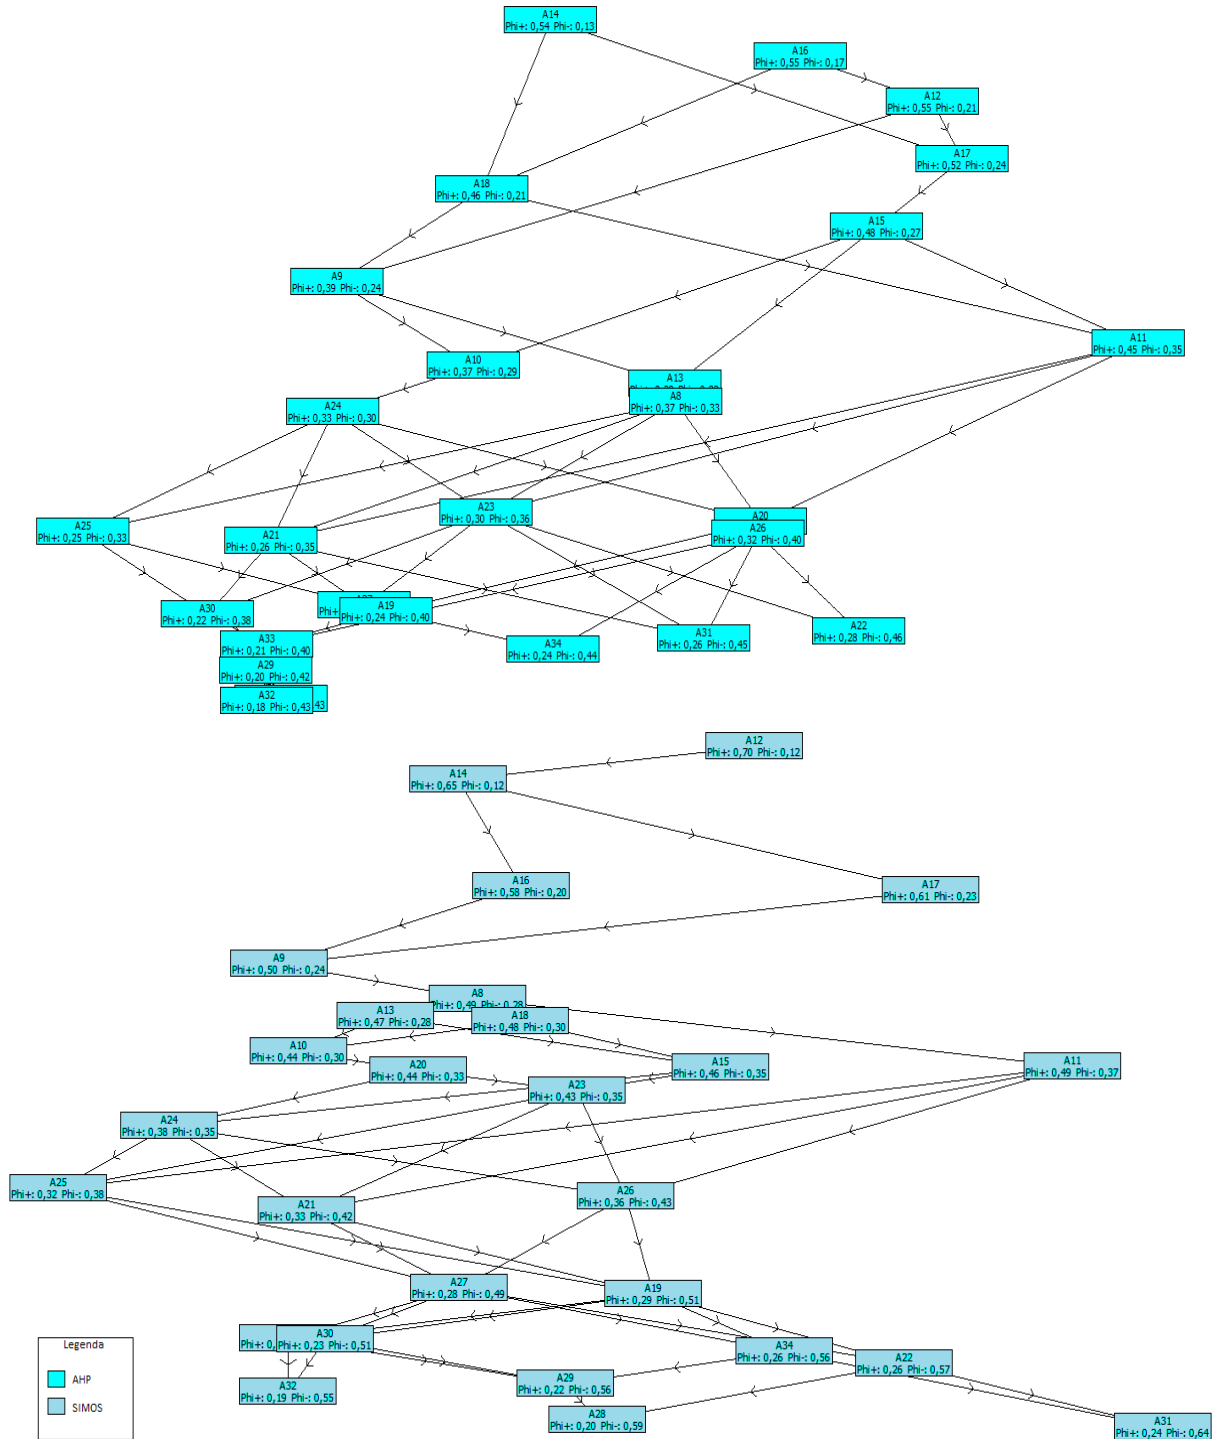 A14
Phi+: 0,54 Phi-: 0,13
A16
Phi+: 0,55 Phi-: 0,17
A12
Phi+: 0,55 Phi-: 0,21
A17
Phi+: 0,52 Phi-: 0,24
A18
Phi+: 0,46 Phi-: 0,21
A15
Phi+: 0,48 Phi-: 0,27
A9
Phi+: 0,39 Phi-: 0,24
A11
Phi+: 0,45 Phi-: 0,35
A10
Phi+: 0,37 Phi-: 0,29
A13
A8
Phi+: 0,37 Phi-: 0,33
A24
Phi+: 0,33 Phi-: 0,30
A23
Phi+: 0,30 Phi-: 0,36
A25
Phi+: 0,25 Phi-: 0,33
A21
Phi+: 0,26 Phi-: 0,35
A20
A26
Phi+: 0,32 Phi-: 0,40
A30
Phi+: 0,22 Phi-: 0,38
A19
Phi+: 0,24 Phi-: 0,40
A33
Phi+: 0,21 Phi-: 0,40
A34
Phi+: 0,24 Phi-: 0,44
A31
Phi+: 0,26 Phi-: 0,45
A22
Phi+: 0,28 Phi-: 0,46
A29
Phi+: 0,20 Phi-: 0,42
A32
Phi+: 0,18 Phi-: 0,43
43
A12
Phi+: 0,70 Phi-: 0,12
A14
Phi+: 0,65 Phi-: 0,12
A16
Phi+: 0,58 Phi-: 0,20
A17
Phi+: 0,61 Phi-: 0,23
A9
Phi+: 0,50 Phi-: 0,24
A8
Phi+: 0,49 Phi-: 0,28
A13
Phi+: 0,47 Phi-: 0,28
A18
Phi+: 0,48 Phi-: 0,30
A10
Phi+: 0,44 Phi-: 0,30
A20
Phi+: 0,44 Phi-: 0,33
A15
Phi+: 0,46 Phi-: 0,35
A11
Phi+: 0,49 Phi-: 0,37
A23
Phi+: 0,43 Phi-: 0,35
A24
Phi+: 0,38 Phi-: 0,35
A25
Phi+: 0,32 Phi-: 0,38
A21
Phi+: 0,33 Phi-: 0,42
A26
Phi+: 0,36 Phi-: 0,43
A27
Phi+: 0,28 Phi-: 0,49
A19
Phi+: 0,29 Phi-: 0,51
Phi+: 0,
A30
Phi+: 0,23 Phi-: 0,51
A34
Phi+: 0,26 Phi-: 0,56
A22
Phi+: 0,26 Phi-: 0,57
A32
Phi+: 0,19 Phi-: 0,55
A29
Phi+: 0,22 Phi-: 0,56
A28
Phi+: 0,20 Phi-: 0,59
A31
Phi+: 0,24 Phi-: 0,64
Legenda
AHP
SIMOS